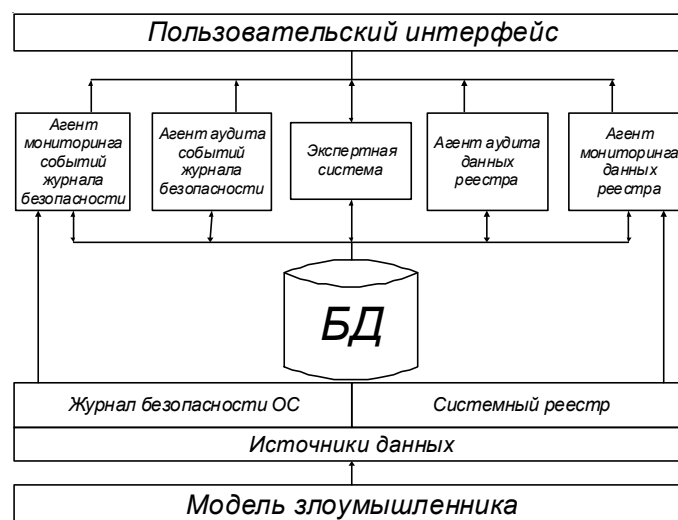 Пользовательский интерфейс
Агент
мониторинга
событий
журнала
безопасности
Агент аудита
событий
журнала
безопасности
Экспертная
система
Агент аудита
данных
реестра
Агент
мониторинга
данных
реестра
БД
Журнал безопасности ОС
Системный реестр
Источники данных
Модель злоумышленника